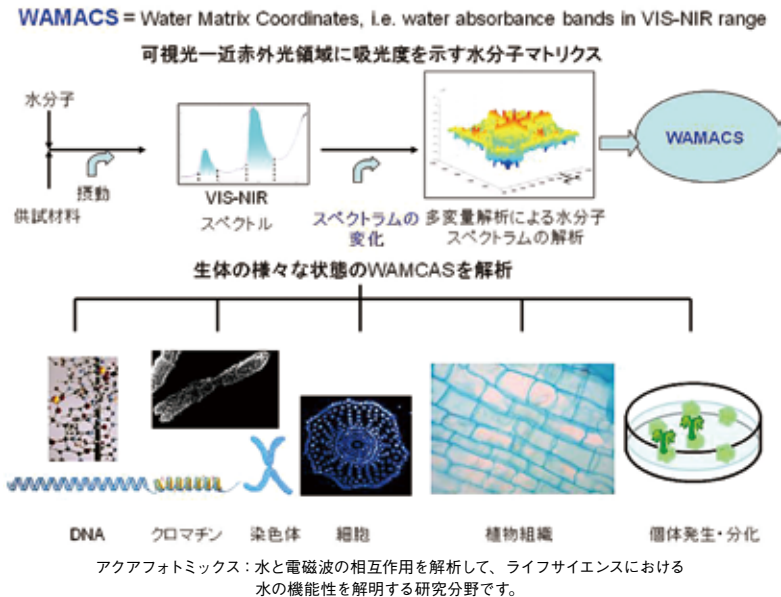 WAMACS = Water Matrix Coordinates, i.e. water absorbance bands in VIS-NIR range
可視光ー近赤外光領域に吸光度を示す水分子マトリクス
水分子
摂動
供試材料
VIS-NIR
スペクトル
スペクトラムの
変化
多変量解析による水分子
スペクトラムの解析
WAMACS
生体の様々な状態のWAMCASを解析
DNA
クロマチン
染色体
細胞
植物組織
個体発生・分化
アクアフォトミックス：水と電磁波の相互作用を解析して、ライフサイエンスにおける
水の機能性を解明する研究分野です。